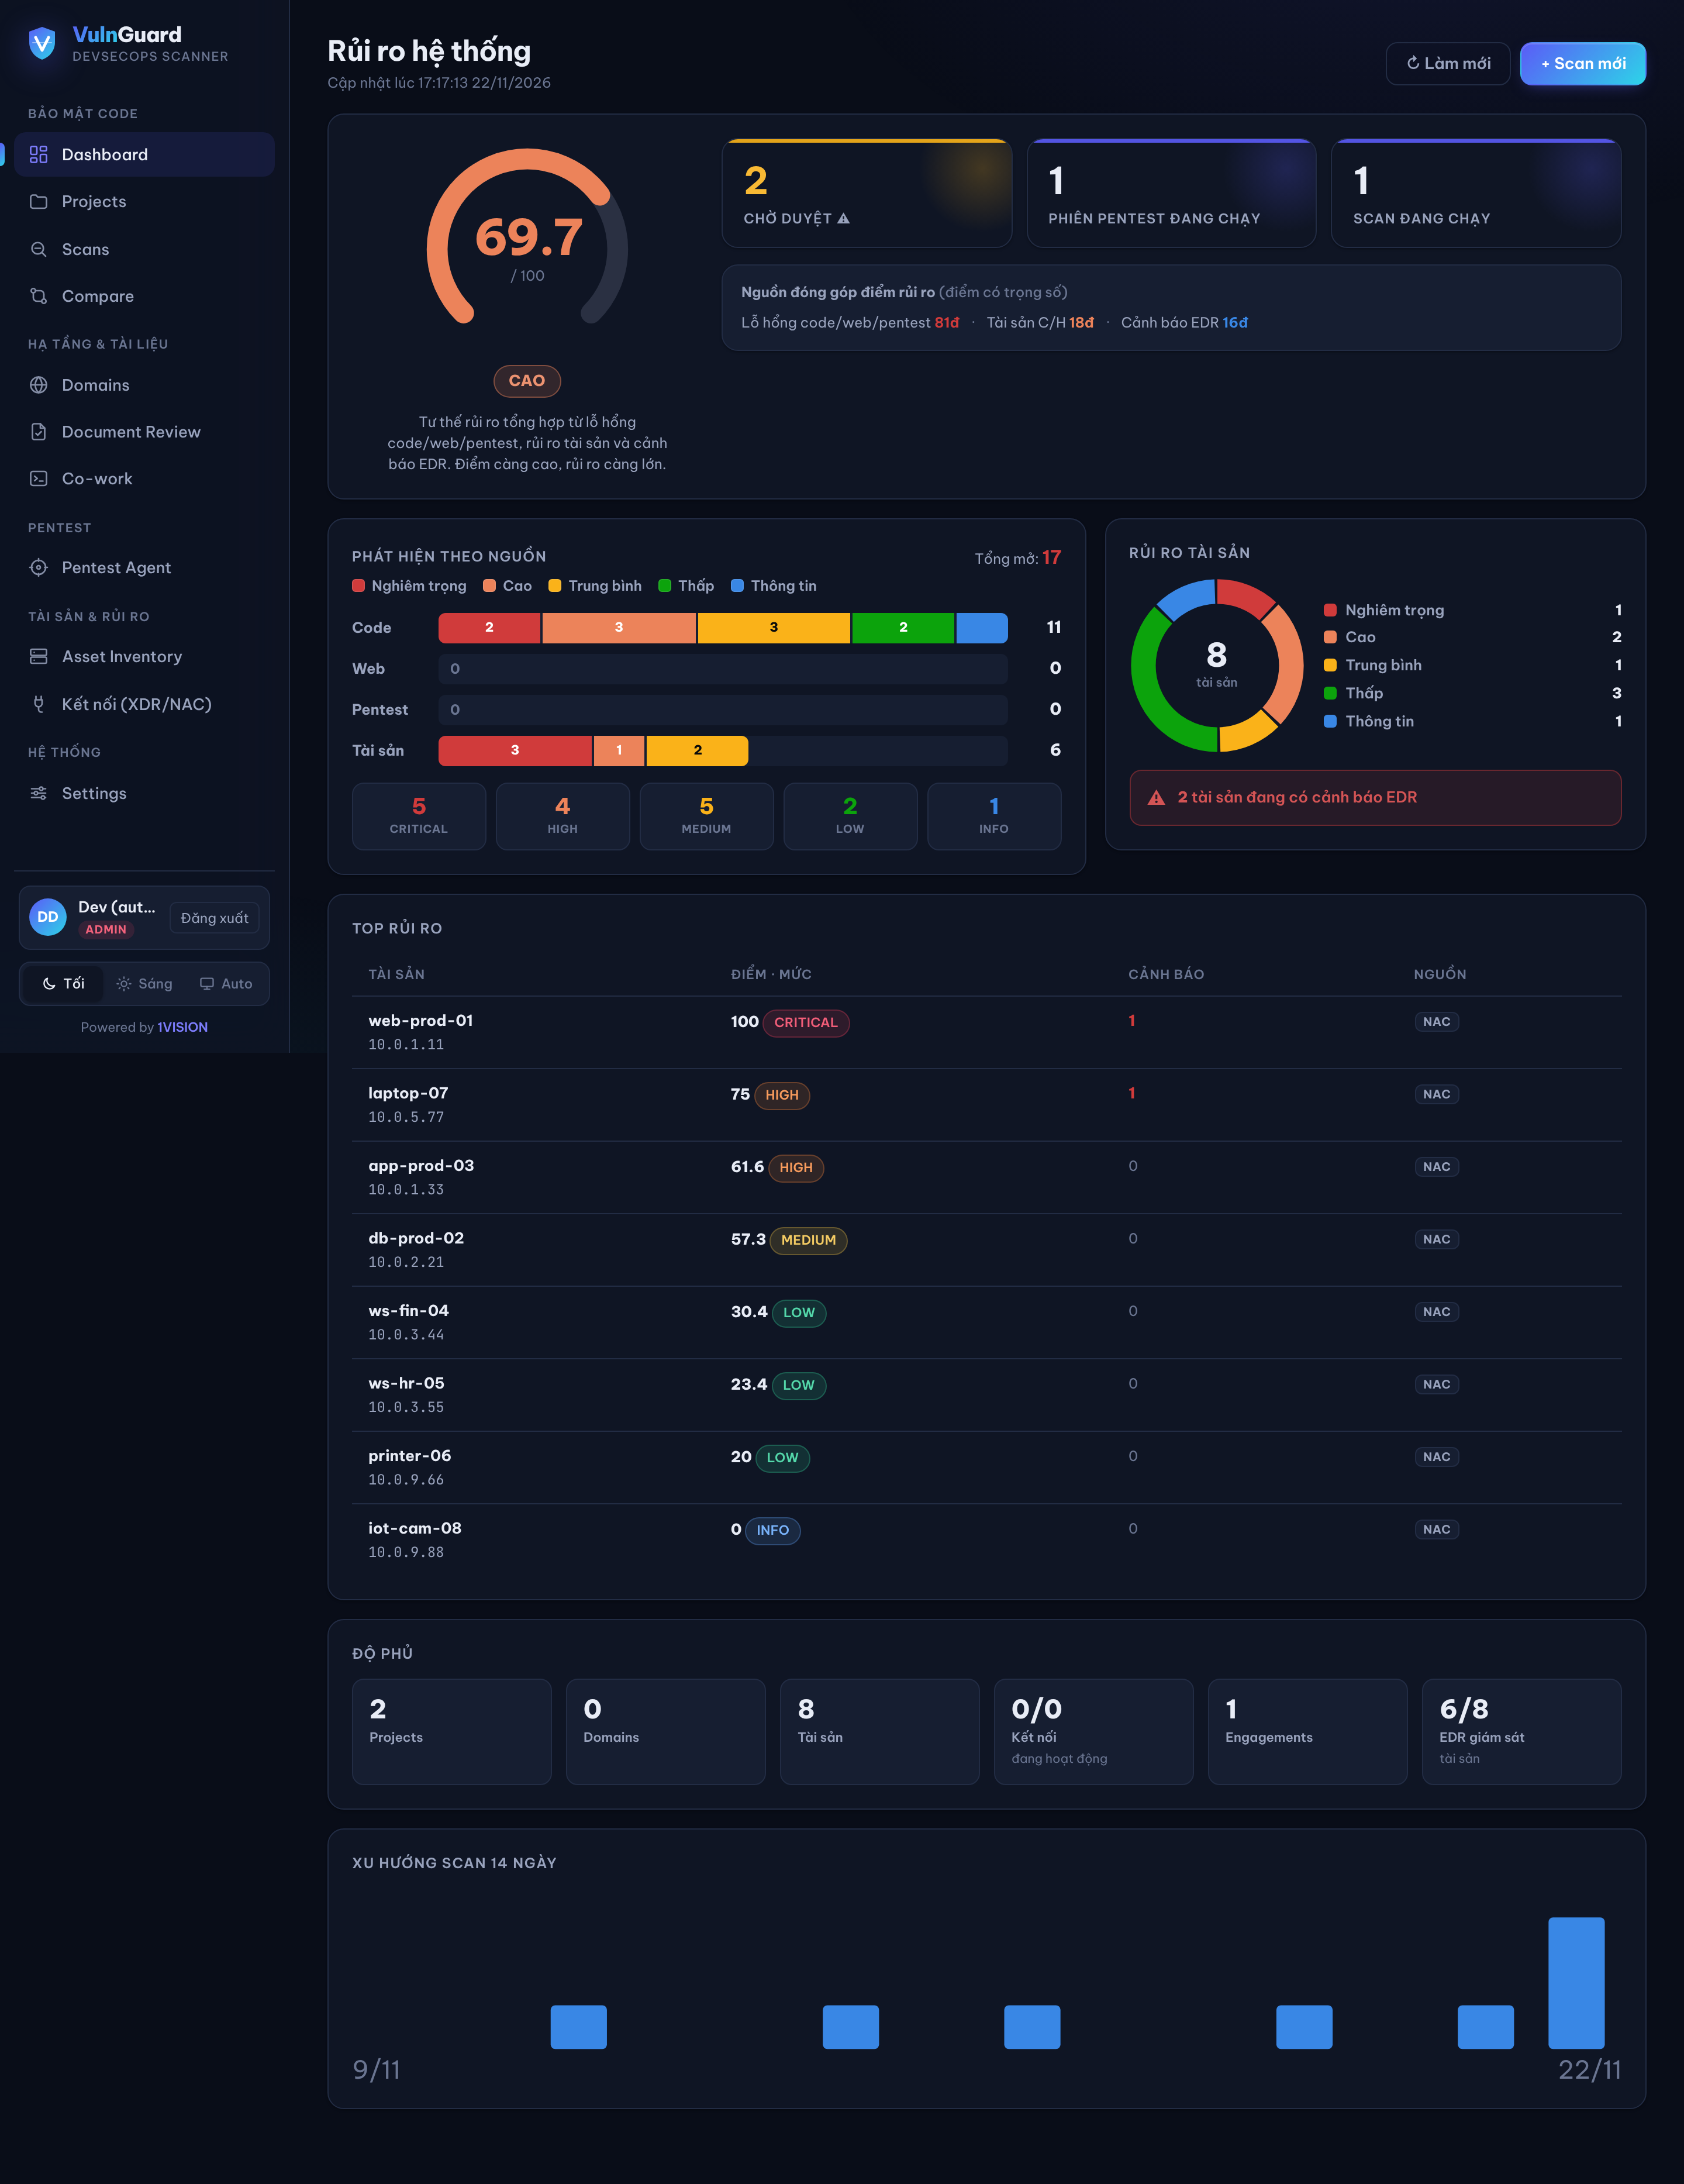 VulnGuard
DEVSECOPS SCANNER
BẢO MẬT CODE
Dashboard
Projects
Scans
Compare
HẠ TẦNG & TÀI LIỆU
Domains
Document Review
Co-work
PENTEST
Pentest Agent
TÀI SẢN & RỦI RO
Asset Inventory
Kết nối (XDR/NAC)
HỆ THỐNG
Settings
DD
Dev (aut...
ADMIN
Đăng xuất
Tối
Sáng
Auto
Powered by 1VISION
Rủi ro hệ thống
Cập nhật lúc 17:17:13 22/11/2026
↻ Làm mới
+ Scan mới
69.7
/ 100
CAO
Tư thế rủi ro tổng hợp từ lỗ hổng
code/web/pentest, rủi ro tài sản và cảnh
báo EDR. Điểm càng cao, rủi ro càng lớn.
2
CHỜ DUYỆT ⚠
1
PHIÊN PENTEST ĐANG CHẠY
1
SCAN ĐANG CHẠY
Nguồn đóng góp điểm rủi ro (điểm có trọng số)
Lỗ hổng code/web/pentest 81đ · Tài sản C/H 18đ · Cảnh báo EDR 16đ
PHÁT HIỆN THEO NGUỒN
Tổng mở: 17
Nghiêm trọng Cao Trung bình Thấp Thông tin
Code 2 3 3 2 11
Web 0 0
Pentest 0 0
Tài sản 3 1 2 6
5
CRITICAL
4
HIGH
5
MEDIUM
2
LOW
1
INFO
RỦI RO TÀI SẢN
8
tài sản
Nghiêm trọng 1
Cao 2
Trung bình 1
Thấp 3
Thông tin 1
⚠ 2 tài sản đang có cảnh báo EDR
TOP RỦI RO
TÀI SẢN ĐIỂM · MỨC CẢNH BÁO NGUỒN
web-prod-01 100 CRITICAL 1 NAC
10.0.1.11
laptop-07 75 HIGH 1 NAC
10.0.5.77
app-prod-03 61.6 HIGH 0 NAC
10.0.1.33
db-prod-02 57.3 MEDIUM 0 NAC
10.0.2.21
ws-fin-04 30.4 LOW 0 NAC
10.0.3.44
ws-hr-05 23.4 LOW 0 NAC
10.0.3.55
printer-06 20 LOW 0 NAC
10.0.9.66
iot-cam-08 0 INFO 0 NAC
10.0.9.88
ĐỘ PHỦ
2
Projects
0
Domains
8
Tài sản
0/0
Kết nối
đang hoạt động
1
Engagements
6/8
EDR giám sát
tài sản
XU HƯỚNG SCAN 14 NGÀY
9/11 22/11